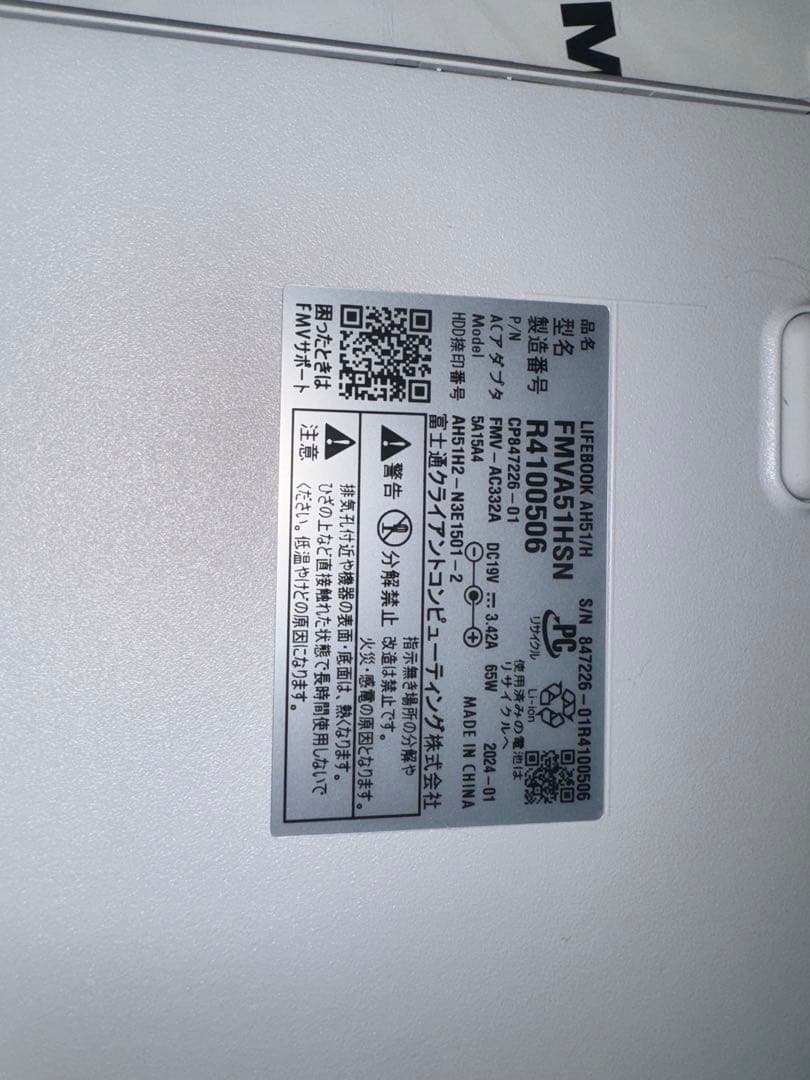 M
品名 LIFEBOOK AH51/H S/N 847226-01R4100506
型名 FMVA51HSN
製造番号 R4100506
PC
リサイクル
Li-ion
使用済みの電池は
リサイクルへ
P/N CP847226-01
ACアダプタ FMV-AC332A DC19V 3.42A 65W 2024-01
Model 5A15A4
MADE IN CHINA
HDD捺印番号 AH51H2-N3E1501-2
富士通クライアントコンピューティング株式会社
困ったときは
FMVサポート
警告 分解禁止
指示無き場所の分解や
改造は禁止です。
火災・感電の原因となります。
注意
排気孔付近や機器の表面・底面は、熱くなります。
ひざの上など直接触れた状態で長時間使用しないで
ください。低温やけどの原因になります。